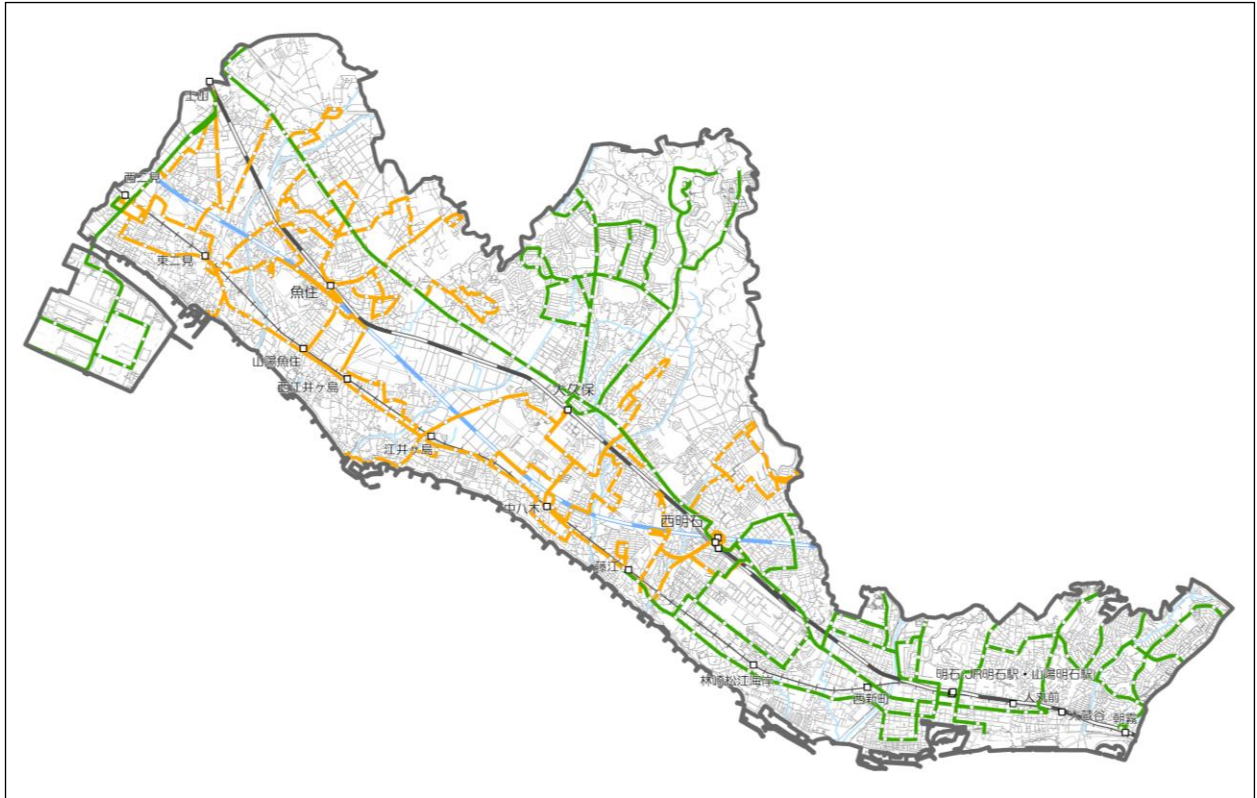 土山
西二見
東二見
魚住
山陽魚住
西江井ヶ島
江井ヶ島
大久保
中八木
西明石
藤江
林崎松江海岸
西新町
明石(JR明石駅・山陽明石駅)
人丸前
大蔵谷
朝霧